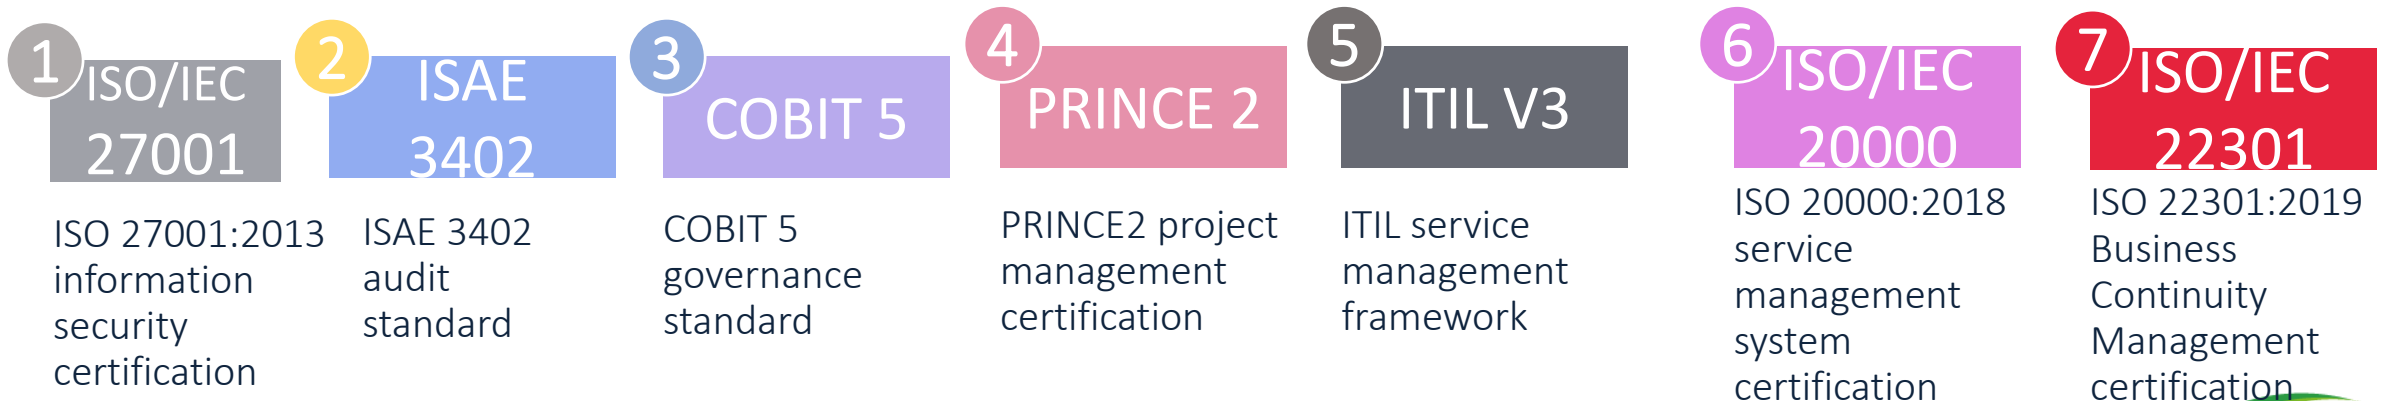 1
ISO/IEC
27001
ISO 27001:2013
information
security
certification
2
ISAE
3402
ISAE 3402
audit
standard
3
COBIT 5
COBIT 5
governance
standard
4
PRINCE 2
PRINCE2 project
management
certification
5
ITIL V3
ITIL service
management
framework
6
ISO/IEC
20000
ISO 20000:2018
service
management
system
certification
7
ISO/IEC
22301
ISO 22301:2019
Business
Continuity
Management
certification